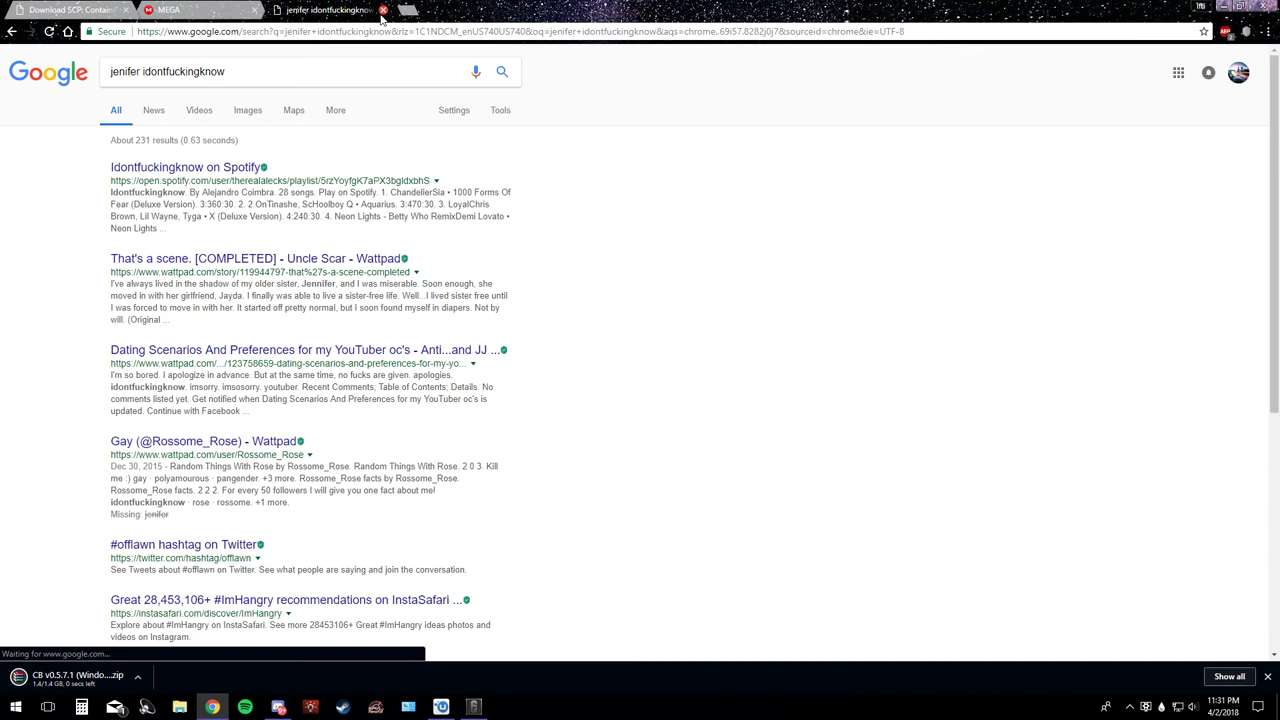 Download SCP: Contain
MEGA
jenifer idontfuckingknow
Secure
https://www.google.com/search?q=jenifer+idontfuckingknow&rlz=1C1NDCM_enUS740US740&oq=jenifer+idontfuckingknow&aqs=chrome..69i57.8282j0j7&sourceid=chrome&ie=UTF-8
Google
jenifer idontfuckingknow
All News Videos Images Maps More Settings Tools
About 231 results (0.63 seconds)
Idontfuckingknow on Spotify
https://open.spotify.com/user/therealalecks/playlist/5rzYoyfgK7aPX3bgldxbhS
Idontfuckingknow. By Alejandro Coimbra. 28 songs. Play on Spotify. 1. ChandelierSia • 1000 Forms Of
Fear (Deluxe Version). 3:360:30. 2. 2 OnTinashe, ScHoolboy Q • Aquarius. 3:470:30. 3. LoyalChris
Brown, Lil Wayne, Tyga • X (Deluxe Version). 4:240:30. 4. Neon Lights - Betty Who RemixDemi Lovato •
Neon Lights ...
That's a scene. [COMPLETED] - Uncle Scar - Wattpad
https://www.wattpad.com/story/119944797-that%27s-a-scene-completed
I've always lived in the shadow of my older sister, Jennifer, and I was miserable. Soon enough, she
moved in with her girlfriend, Jayda. I finally was able to live a sister-free life. Well...I lived sister free until
I was forced to move in with her. It started off pretty normal, but I soon found myself in diapers. Not by
will. (Original ...
Dating Scenarios And Preferences for my YouTuber oc's - Anti...and JJ ...
https://www.wattpad.com/.../123758659-dating-scenarios-and-preferences-for-my-yo...
I'm so bored. I apologize in advance. But at the same time, no fucks are given. apologies.
idontfuckingknow. imsorry. imsosorry. youtuber. Recent Comments; Table of Contents; Details. No
comments listed yet. Get notified when Dating Scenarios And Preferences for my YouTuber oc's is
updated. Continue with Facebook ...
Gay (@Rossome_Rose) - Wattpad
https://www.wattpad.com/user/Rossome_Rose
Dec 30, 2015 - Random Things With Rose by Rossome_Rose. Random Things With Rose. 2 0 3. Kill
me :) gay · polyamourous · pangender. +3 more. Rossome_Rose facts by Rossome_Rose.
Rossome_Rose facts. 2 2 2. For every 50 followers I will give you one fact about me!
idontfuckingknow · rose · rossome. +1 more.
Missing: jenifer
#offlawn hashtag on Twitter
https://twitter.com/hashtag/offlawn
See Tweets about #offlawn on Twitter. See what people are saying and join the conversation.
Great 28,453,106+ #ImHangry recommendations on InstaSafari ...
https://instasafari.com/discover/ImHangry
Explore about #ImHangry on InstaSafari. See more 28453106+ Great #ImHangry ideas photos and
videos on Instagram.
Waiting for www.google.com...
CB v0.5.7.1 (Windo....zip
1.4/1.4 GB, 0 secs left
Show all
11:31 PM
4/2/2018